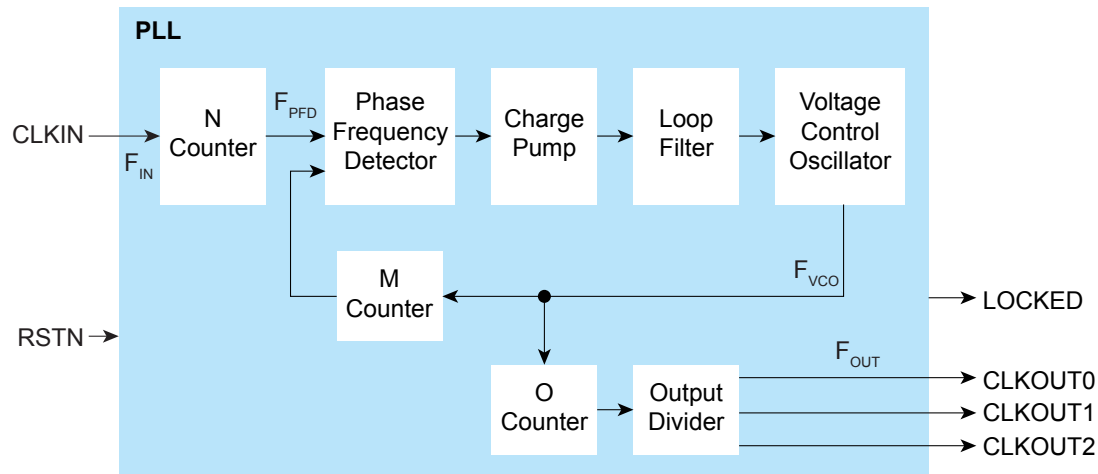 PLL
CLKIN
F_IN
N
Counter
F_PFD
Phase
Frequency
Detector
Charge
Pump
Loop
Filter
Voltage
Control
Oscillator
M
Counter
F_VCO
LOCKED
RSTN
O
Counter
Output
Divider
F_OUT
CLKOUT0
CLKOUT1
CLKOUT2